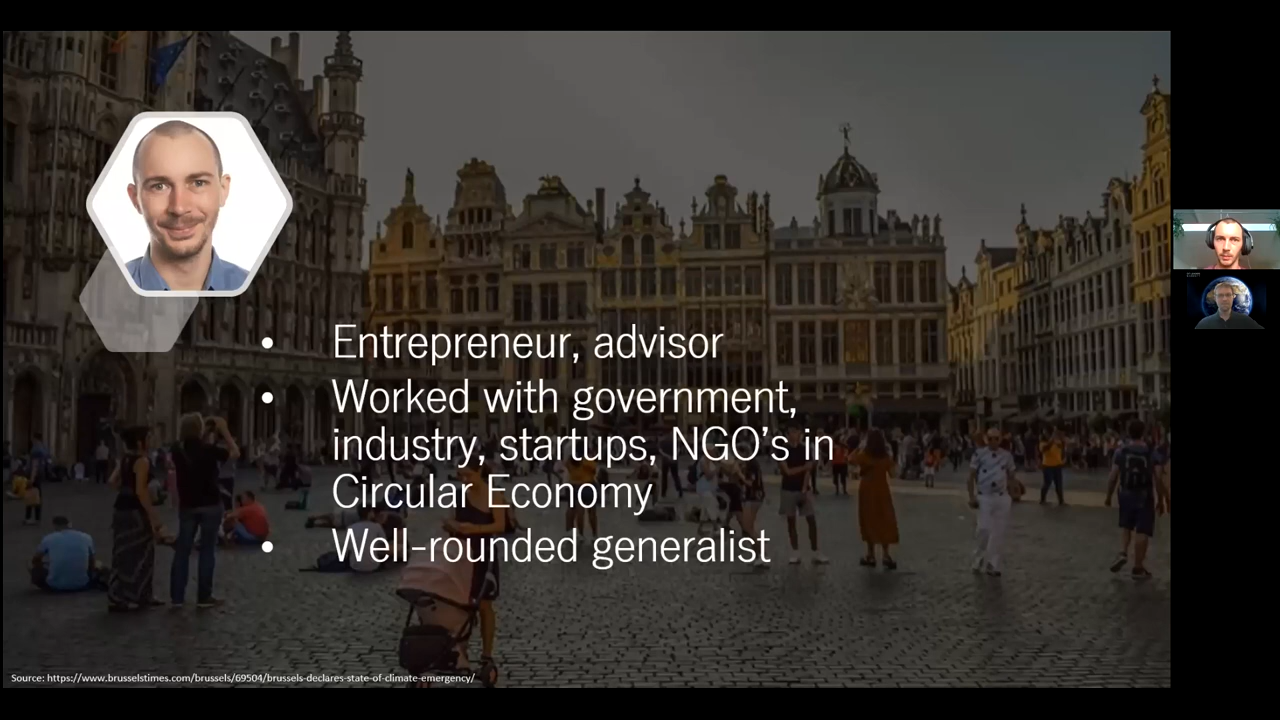 • Entrepreneur, advisor
• Worked with government,
industry, startups, NGO's in
Circular Economy
• Well-rounded generalist
Source: https://www.brusselstimes.com/brussels/69504/brussels-declares-state-of-climate-emergency/